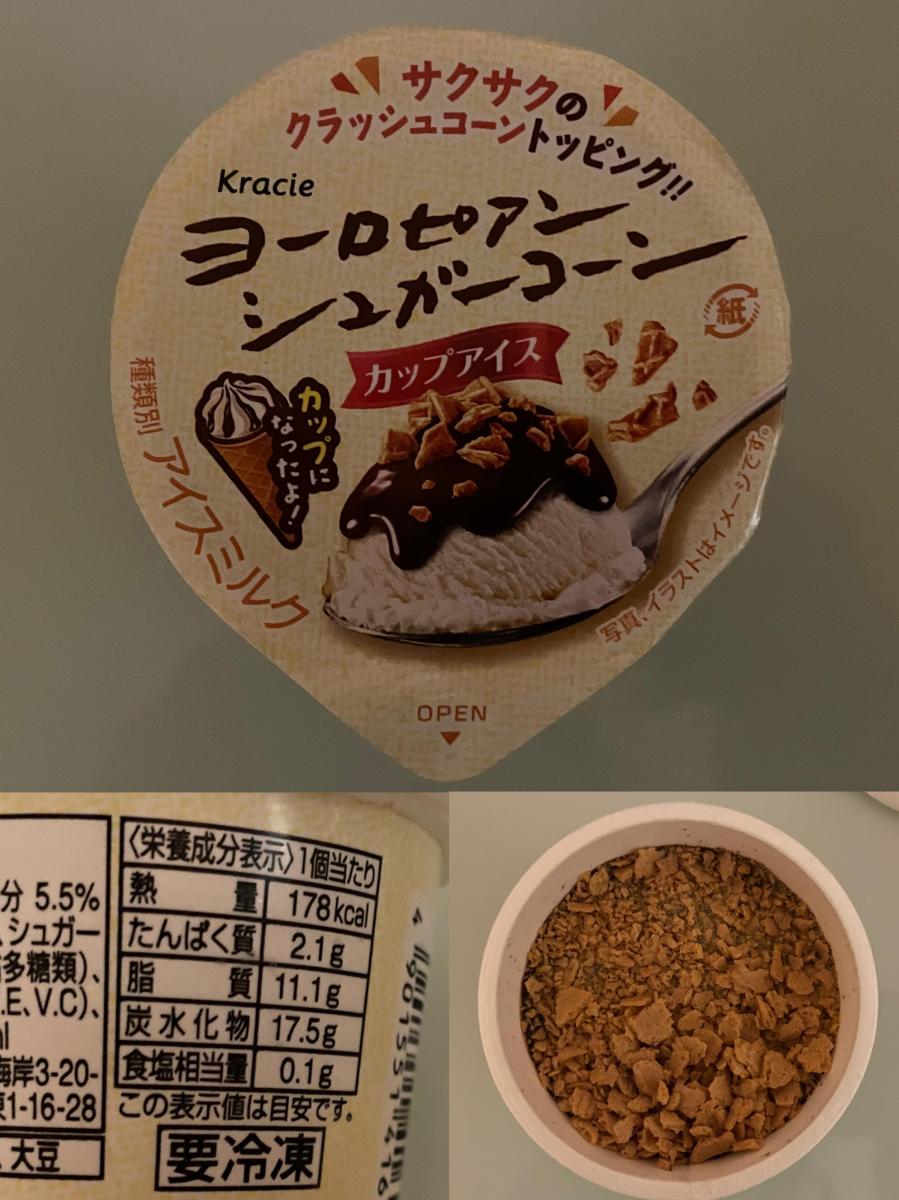 サクサクの
クラッシュコーントッピング!!
Kracie
ヨーロピアン
シュガーコーン
紙
カップアイス
カップに
なったよ!
種類別 アイスミルク
写真、イラストはイメージです。
OPEN
分 5.5%
シュガー
多糖類)、
.E、V.C)、
海岸3-20-
1-16-28
、大豆
〈栄養成分表示〉1個当たり
熱量 178kcal
たんぱく質 2.1g
脂質 11.1g
炭水化物 17.5g
食塩相当量 0.1g
この表示値は目安です。
要冷凍